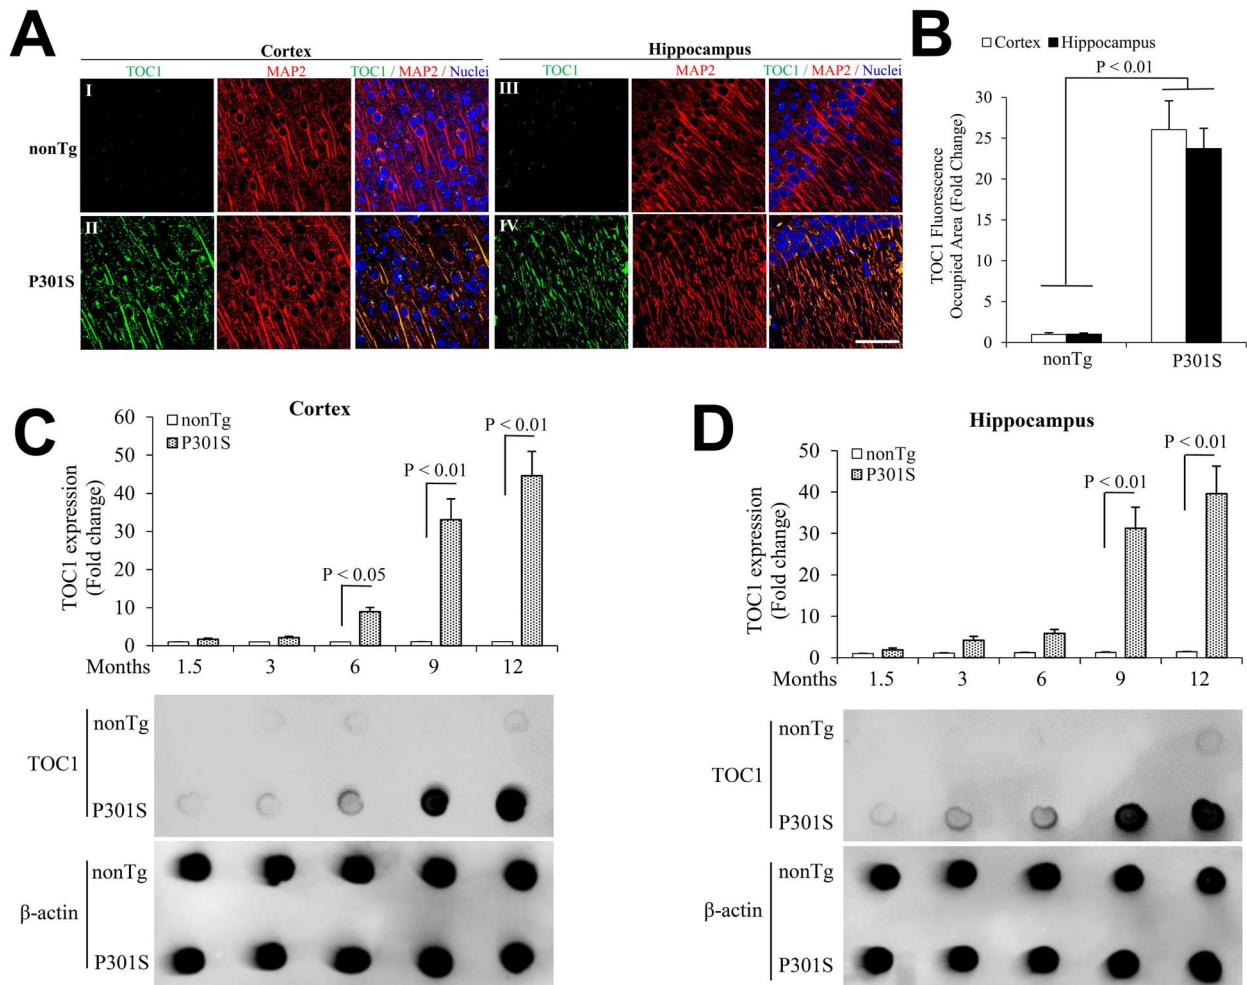 A
Cortex
Hippocampus
TOC1
MAP2
TOC1 / MAP2 / Nuclei
TOC1
MAP2
TOC1 / MAP2 / Nuclei
I
III
nonTg
II
IV
P301S
B
Cortex Hippocampus
P < 0.01
TOC1 Fluorescence
Occupied Area (Fold Change)
30
25
20
15
10
5
0
nonTg P301S
C
Cortex
nonTg
P301S
TOC1 expression
(Fold change)
60
50
40
30
20
10
0
P < 0.05
P < 0.01
P < 0.01
Months 1.5 3 6 9 12
TOC1
nonTg
P301S
β-actin
nonTg
P301S
D
Hippocampus
nonTg
P301S
TOC1 expression
(Fold change)
50
40
30
20
10
0
P < 0.01
P < 0.01
Months 1.5 3 6 9 12
TOC1
nonTg
P301S
β-actin
nonTg
P301S